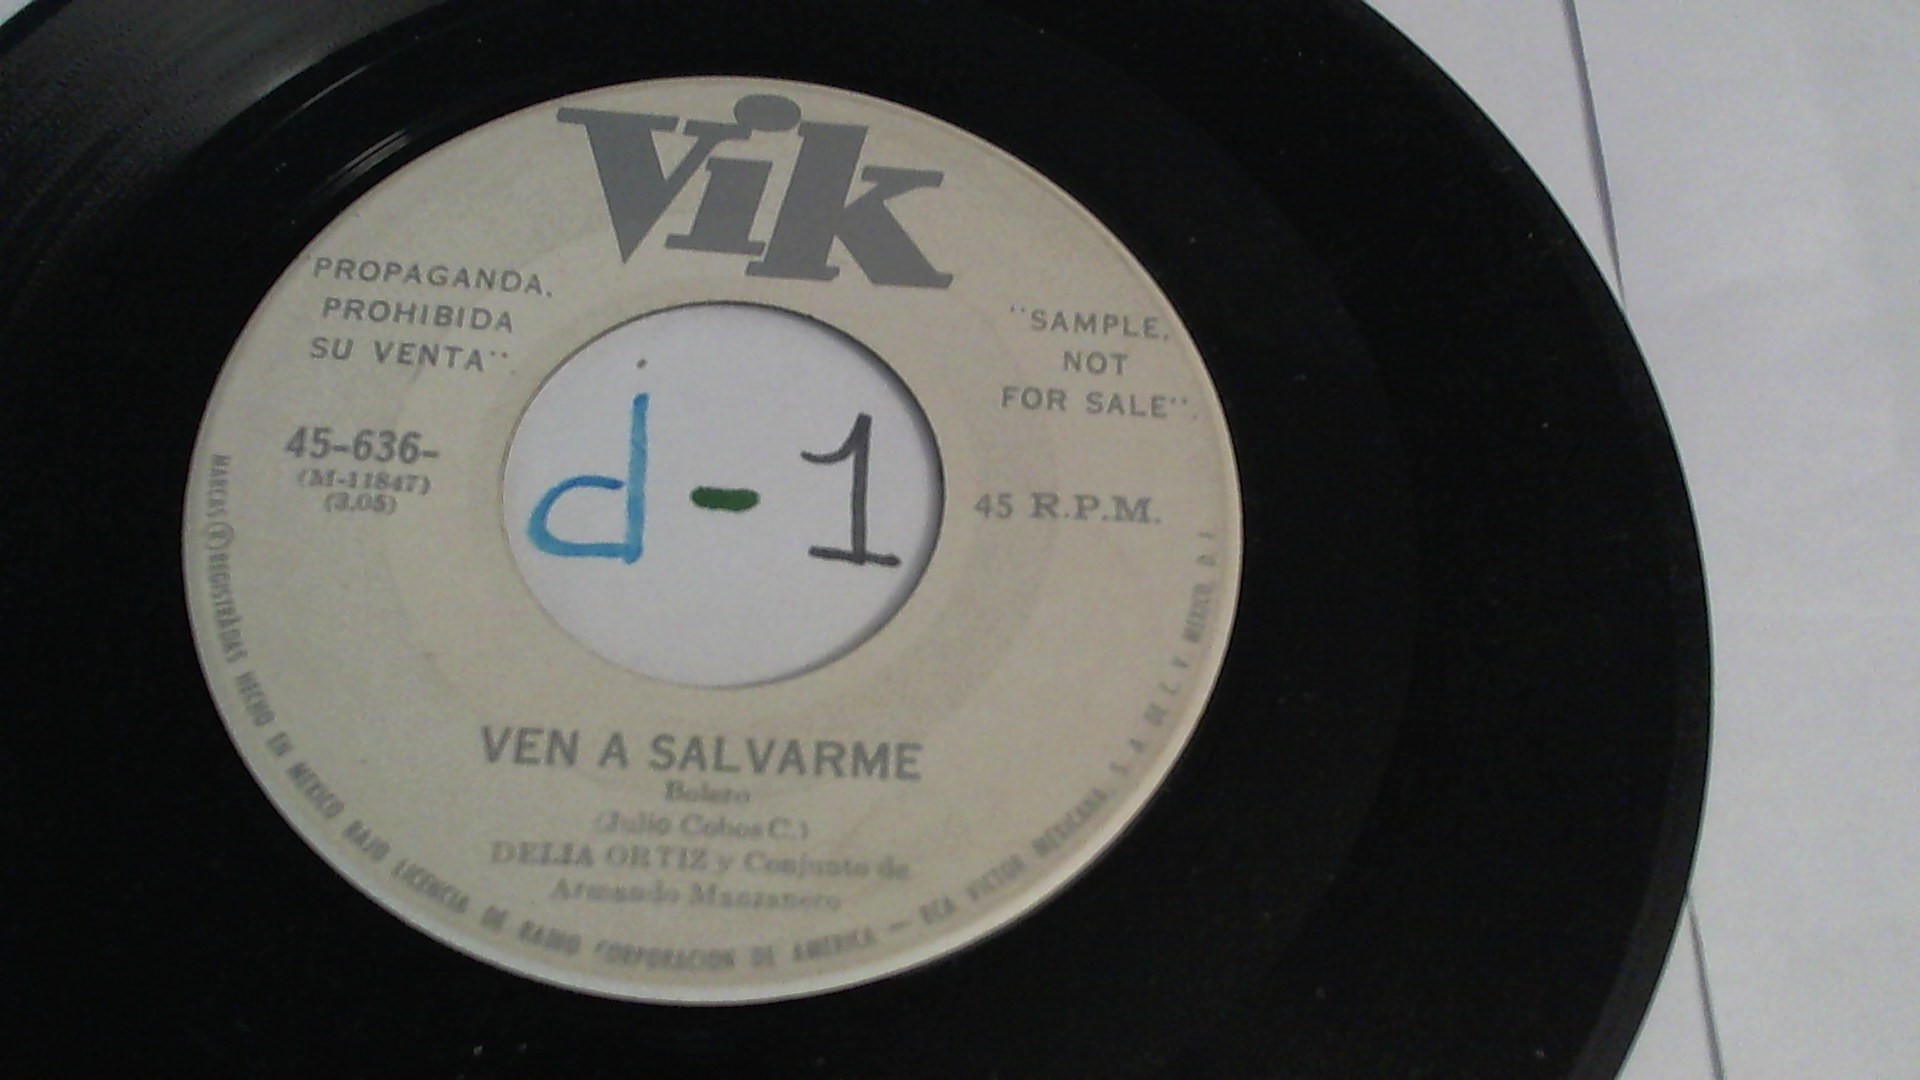 Vik
"PROPAGANDA.
PROHIBIDA
SU VENTA"
"SAMPLE.
NOT
FOR SALE"
45-636-
(M-11847)
(3.05)
45 R.P.M.
d - 1
VEN A SALVARME
Bolero
(Julio Cobos C.)
DELIA ORTIZ y Conjunto de
Armando Manzanero
MARCAS ® REGISTRADAS HECHO EN MEXICO BAJO LICENCIA DE RADIO CORPORACION DE AMERICA — RCA VICTOR MEXICANA, S. A. DE C. V. MEXICO, D. F.